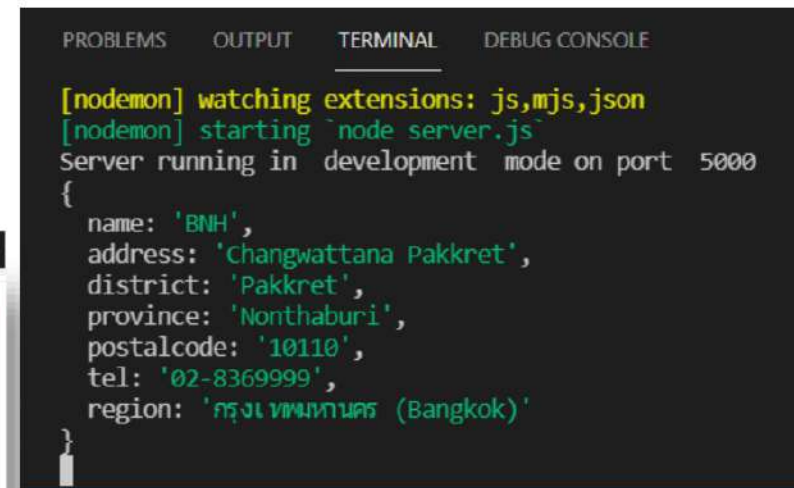 PROBLEMS OUTPUT TERMINAL DEBUG CONSOLE
[nodemon] watching extensions: js,mjs,json
[nodemon] starting `node server.js`
Server running in  development  mode on port  5000
{
  name: 'BNH',
  address: 'Changwattana Pakkret',
  district: 'Pakkret',
  province: 'Nonthaburi',
  postalcode: '10110',
  tel: '02-8369999',
  region: 'กรุงเทพมหานคร (Bangkok)'
}